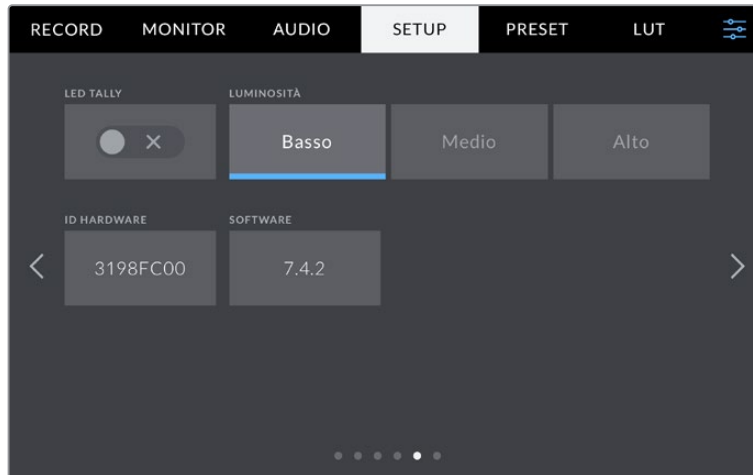 RECORD MONITOR AUDIO SETUP PRESET LUT
LED TALLY LUMINOSITÀ
Basso Medio Alto
ID HARDWARE SOFTWARE
3198FC00 7.4.2